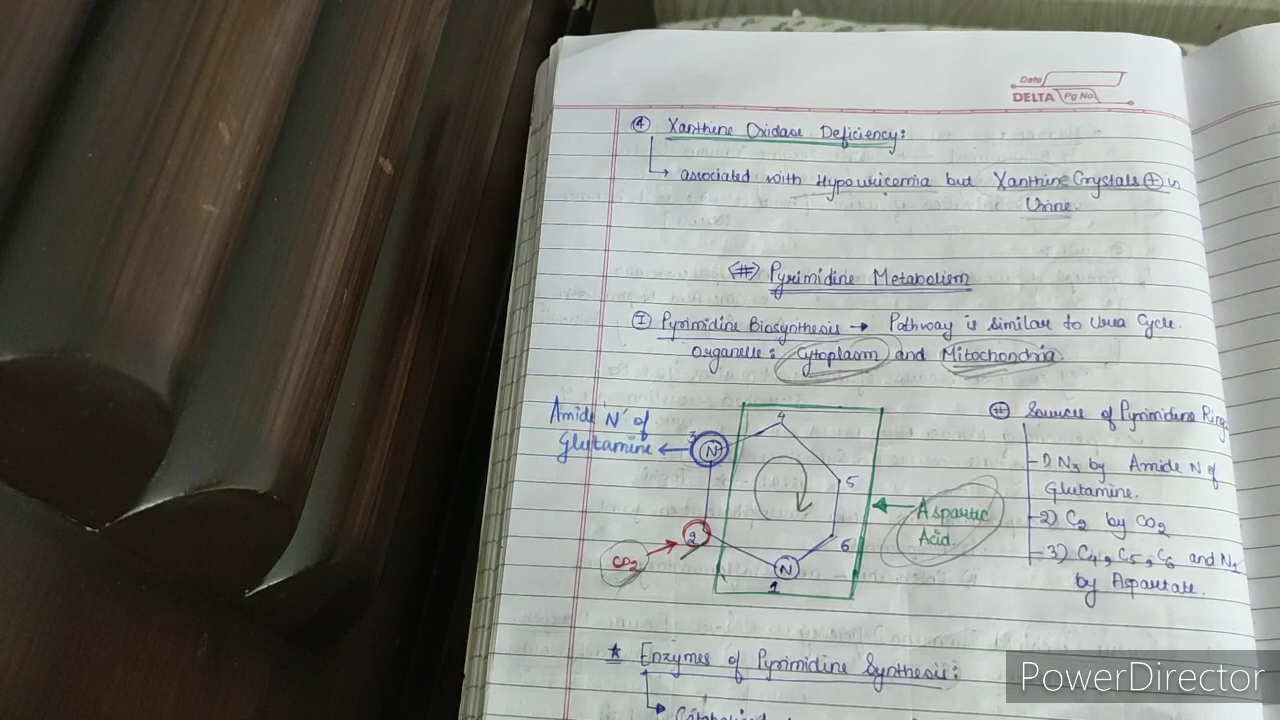 Date
DELTA Pg No.
④ Xanthine Oxidase Deficiency:
↳ associated with Hypouricemia but Xanthine Crystals ⊕ in
Urine.
<#> Pyrimidine Metabolism
① Pyrimidine Biosynthesis → Pathway is similar to Urea Cycle.
Organelle: Cytoplasm and Mitochondria
Amide 'N' of
Glutamine ←
3
N
4
5
6
N
1
2
CO2
Aspartic
Acid.
# Sources of Pyrimidine Ring
1) N3 by Amide N of
Glutamine.
2) C2 by CO2
3) C4, C5, C6 and N1
by Aspartate.
* Enzymes of Pyrimidine Synthesis:
PowerDirector